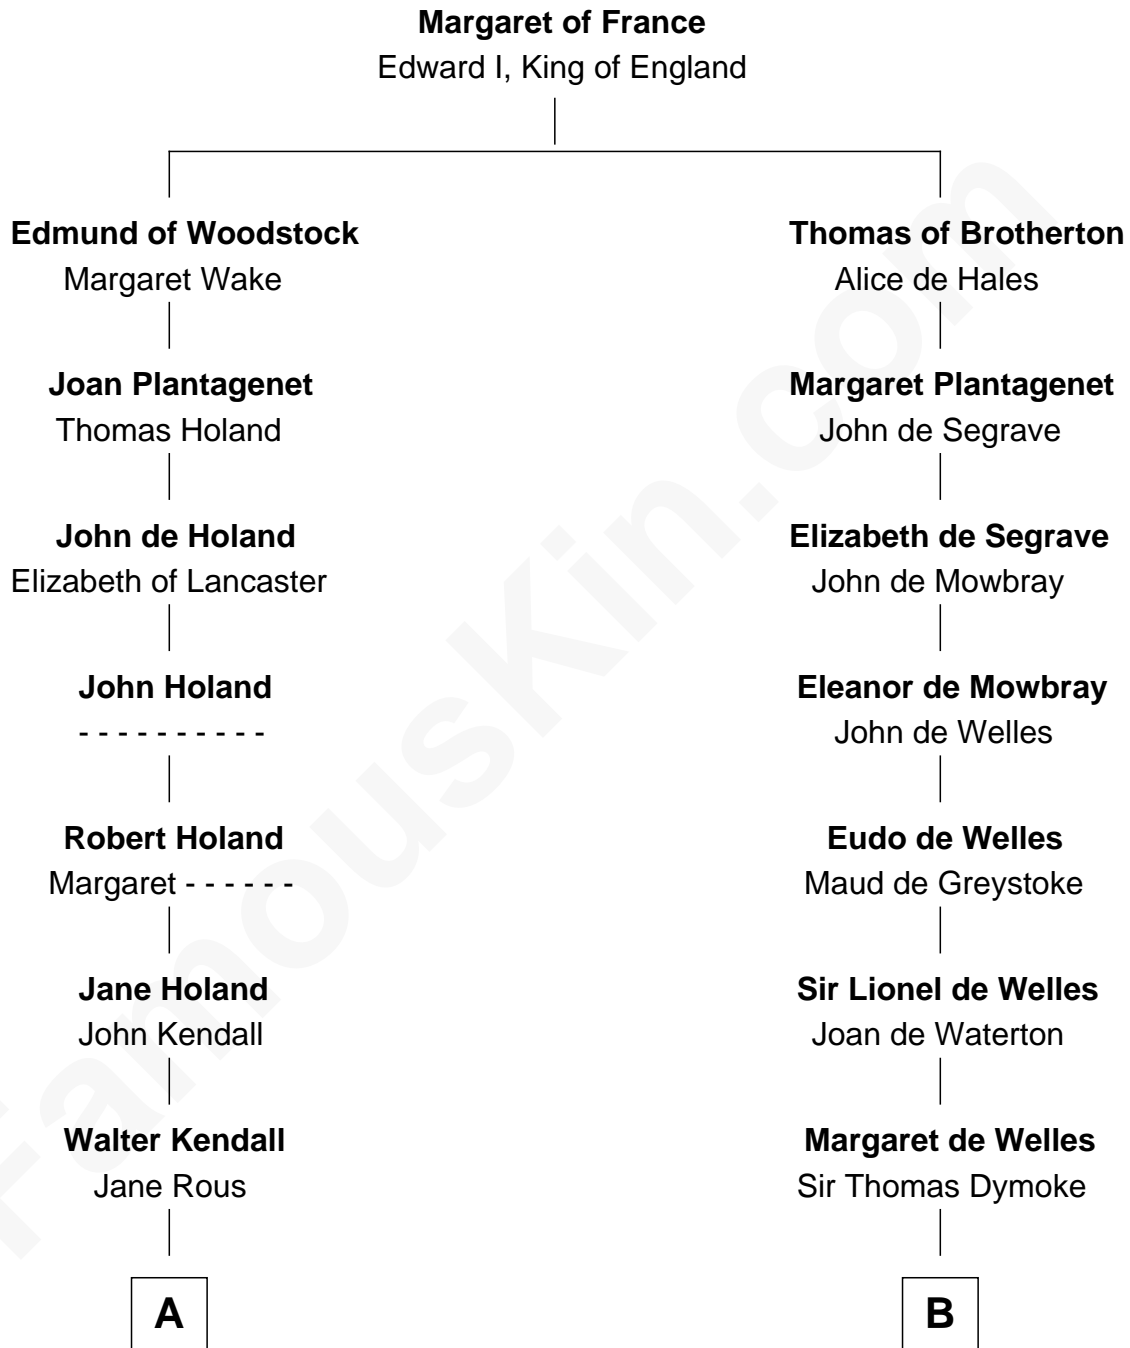 Margaret of France
Edward I, King of England
Edmund of Woodstock
Margaret Wake
Thomas of Brotherton
Alice de Hales
Joan Plantagenet
Thomas Holand
Margaret Plantagenet
John de Segrave
John de Holand
Elizabeth of Lancaster
Elizabeth de Segrave
John de Mowbray
John Holand
- - - - - - - - - -
Eleanor de Mowbray
John de Welles
Robert Holand
Margaret - - - - - -
Eudo de Welles
Maud de Greystoke
Jane Holand
John Kendall
Sir Lionel de Welles
Joan de Waterton
Walter Kendall
Jane Rous
Margaret de Welles
Sir Thomas Dymoke
A
B
FamousKin.com